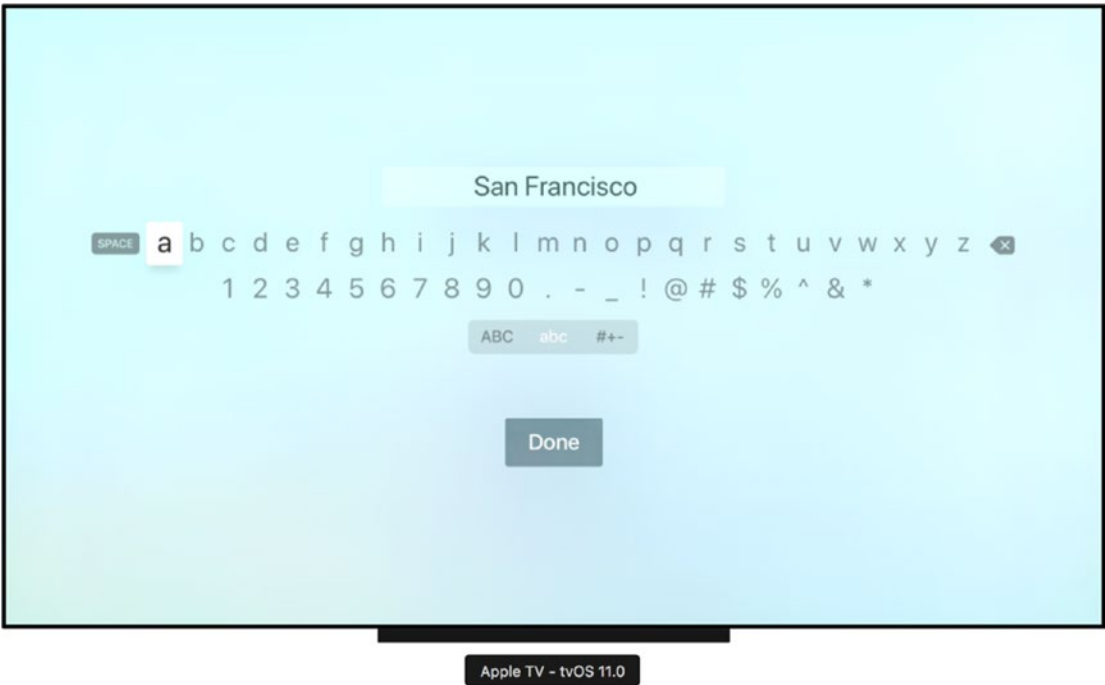 San Francisco
SPACE a b c d e f g h i j k l m n o p q r s t u v w x y z
1 2 3 4 5 6 7 8 9 0 . - _ ! @ # $ % ^ & *
ABC abc #+-
Done
Apple TV - tvOS 11.0